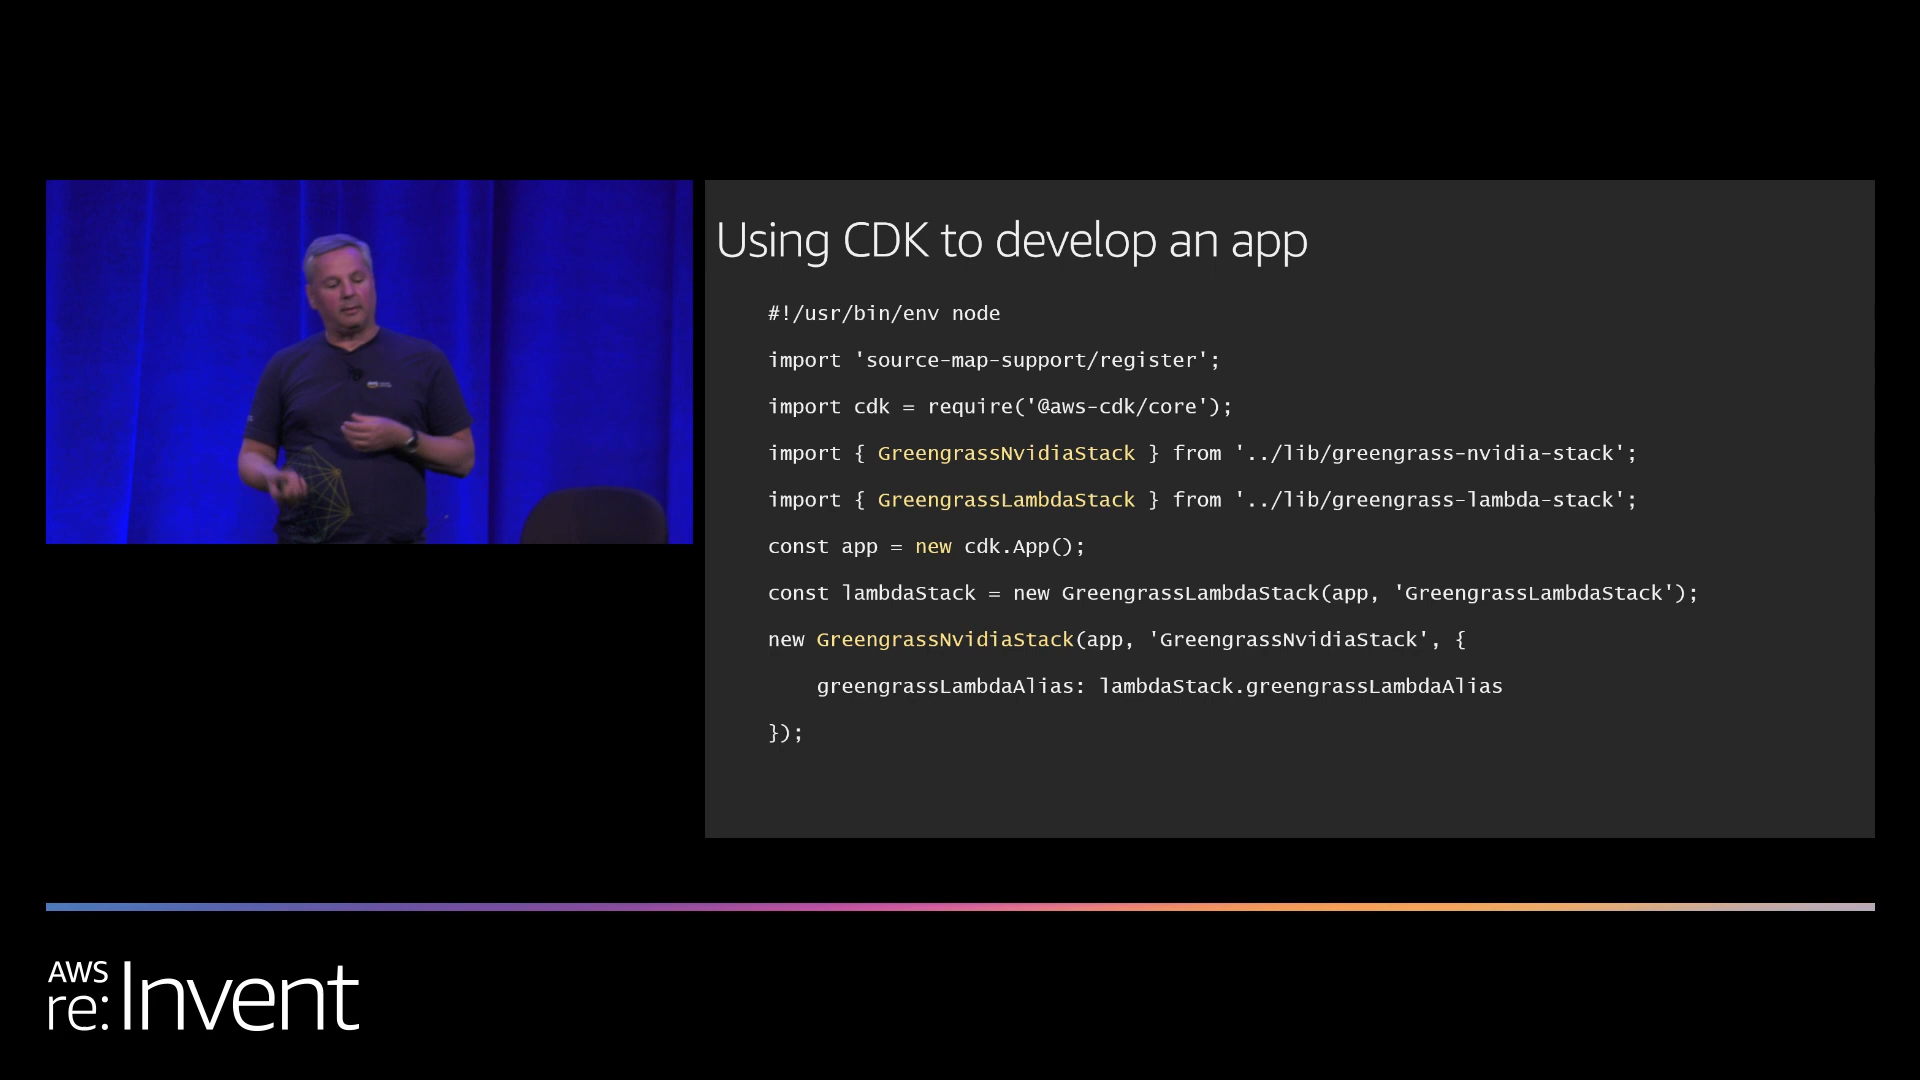 Using CDK to develop an app
#!/usr/bin/env node
import 'source-map-support/register';
import cdk = require('@aws-cdk/core');
import { GreengrassNvidiaStack } from '../lib/greengrass-nvidia-stack';
import { GreengrassLambdaStack } from '../lib/greengrass-lambda-stack';
const app = new cdk.App();
const lambdaStack = new GreengrassLambdaStack(app, 'GreengrassLambdaStack');
new GreengrassNvidiaStack(app, 'GreengrassNvidiaStack', {
    greengrassLambdaAlias: lambdaStack.greengrassLambdaAlias
});
AWS
re:Invent